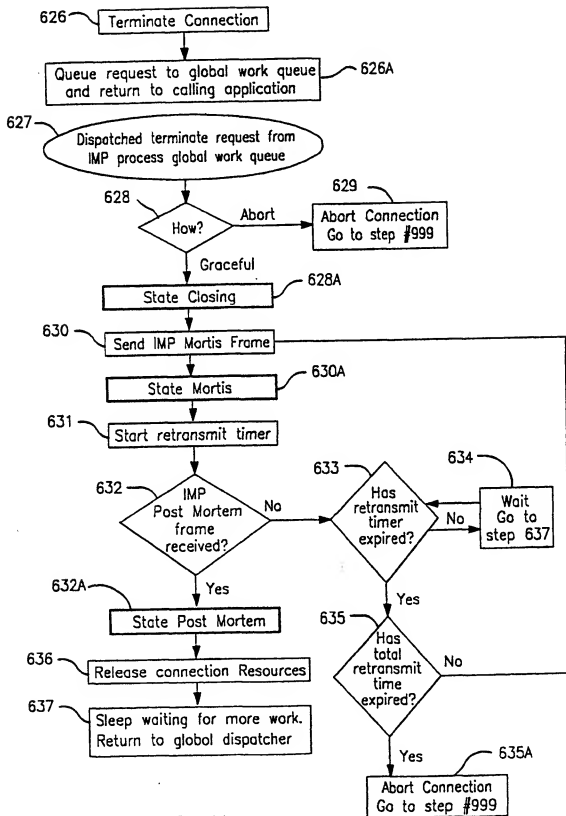 626
Terminate Connection
Queue request to global work queue
and return to calling application
626A
627
Dispatched terminate request from
IMP process global work queue
628
How?
Abort
629
Abort Connection
Go to step #999
Graceful
State Closing
628A
630
Send IMP Mortis Frame
State Mortis
630A
631
Start retransmit timer
632
IMP
Post Mortem
frame
received?
No
633
Has
retransmit
timer
expired?
No
634
Wait
Go to
step 637
Yes
632A
State Post Mortem
Yes
635
Has
total
retransmit
time
expired?
No
636
Release connection Resources
637
Sleep waiting for more work.
Return to global dispatcher
Yes
635A
Abort Connection
Go to step #999